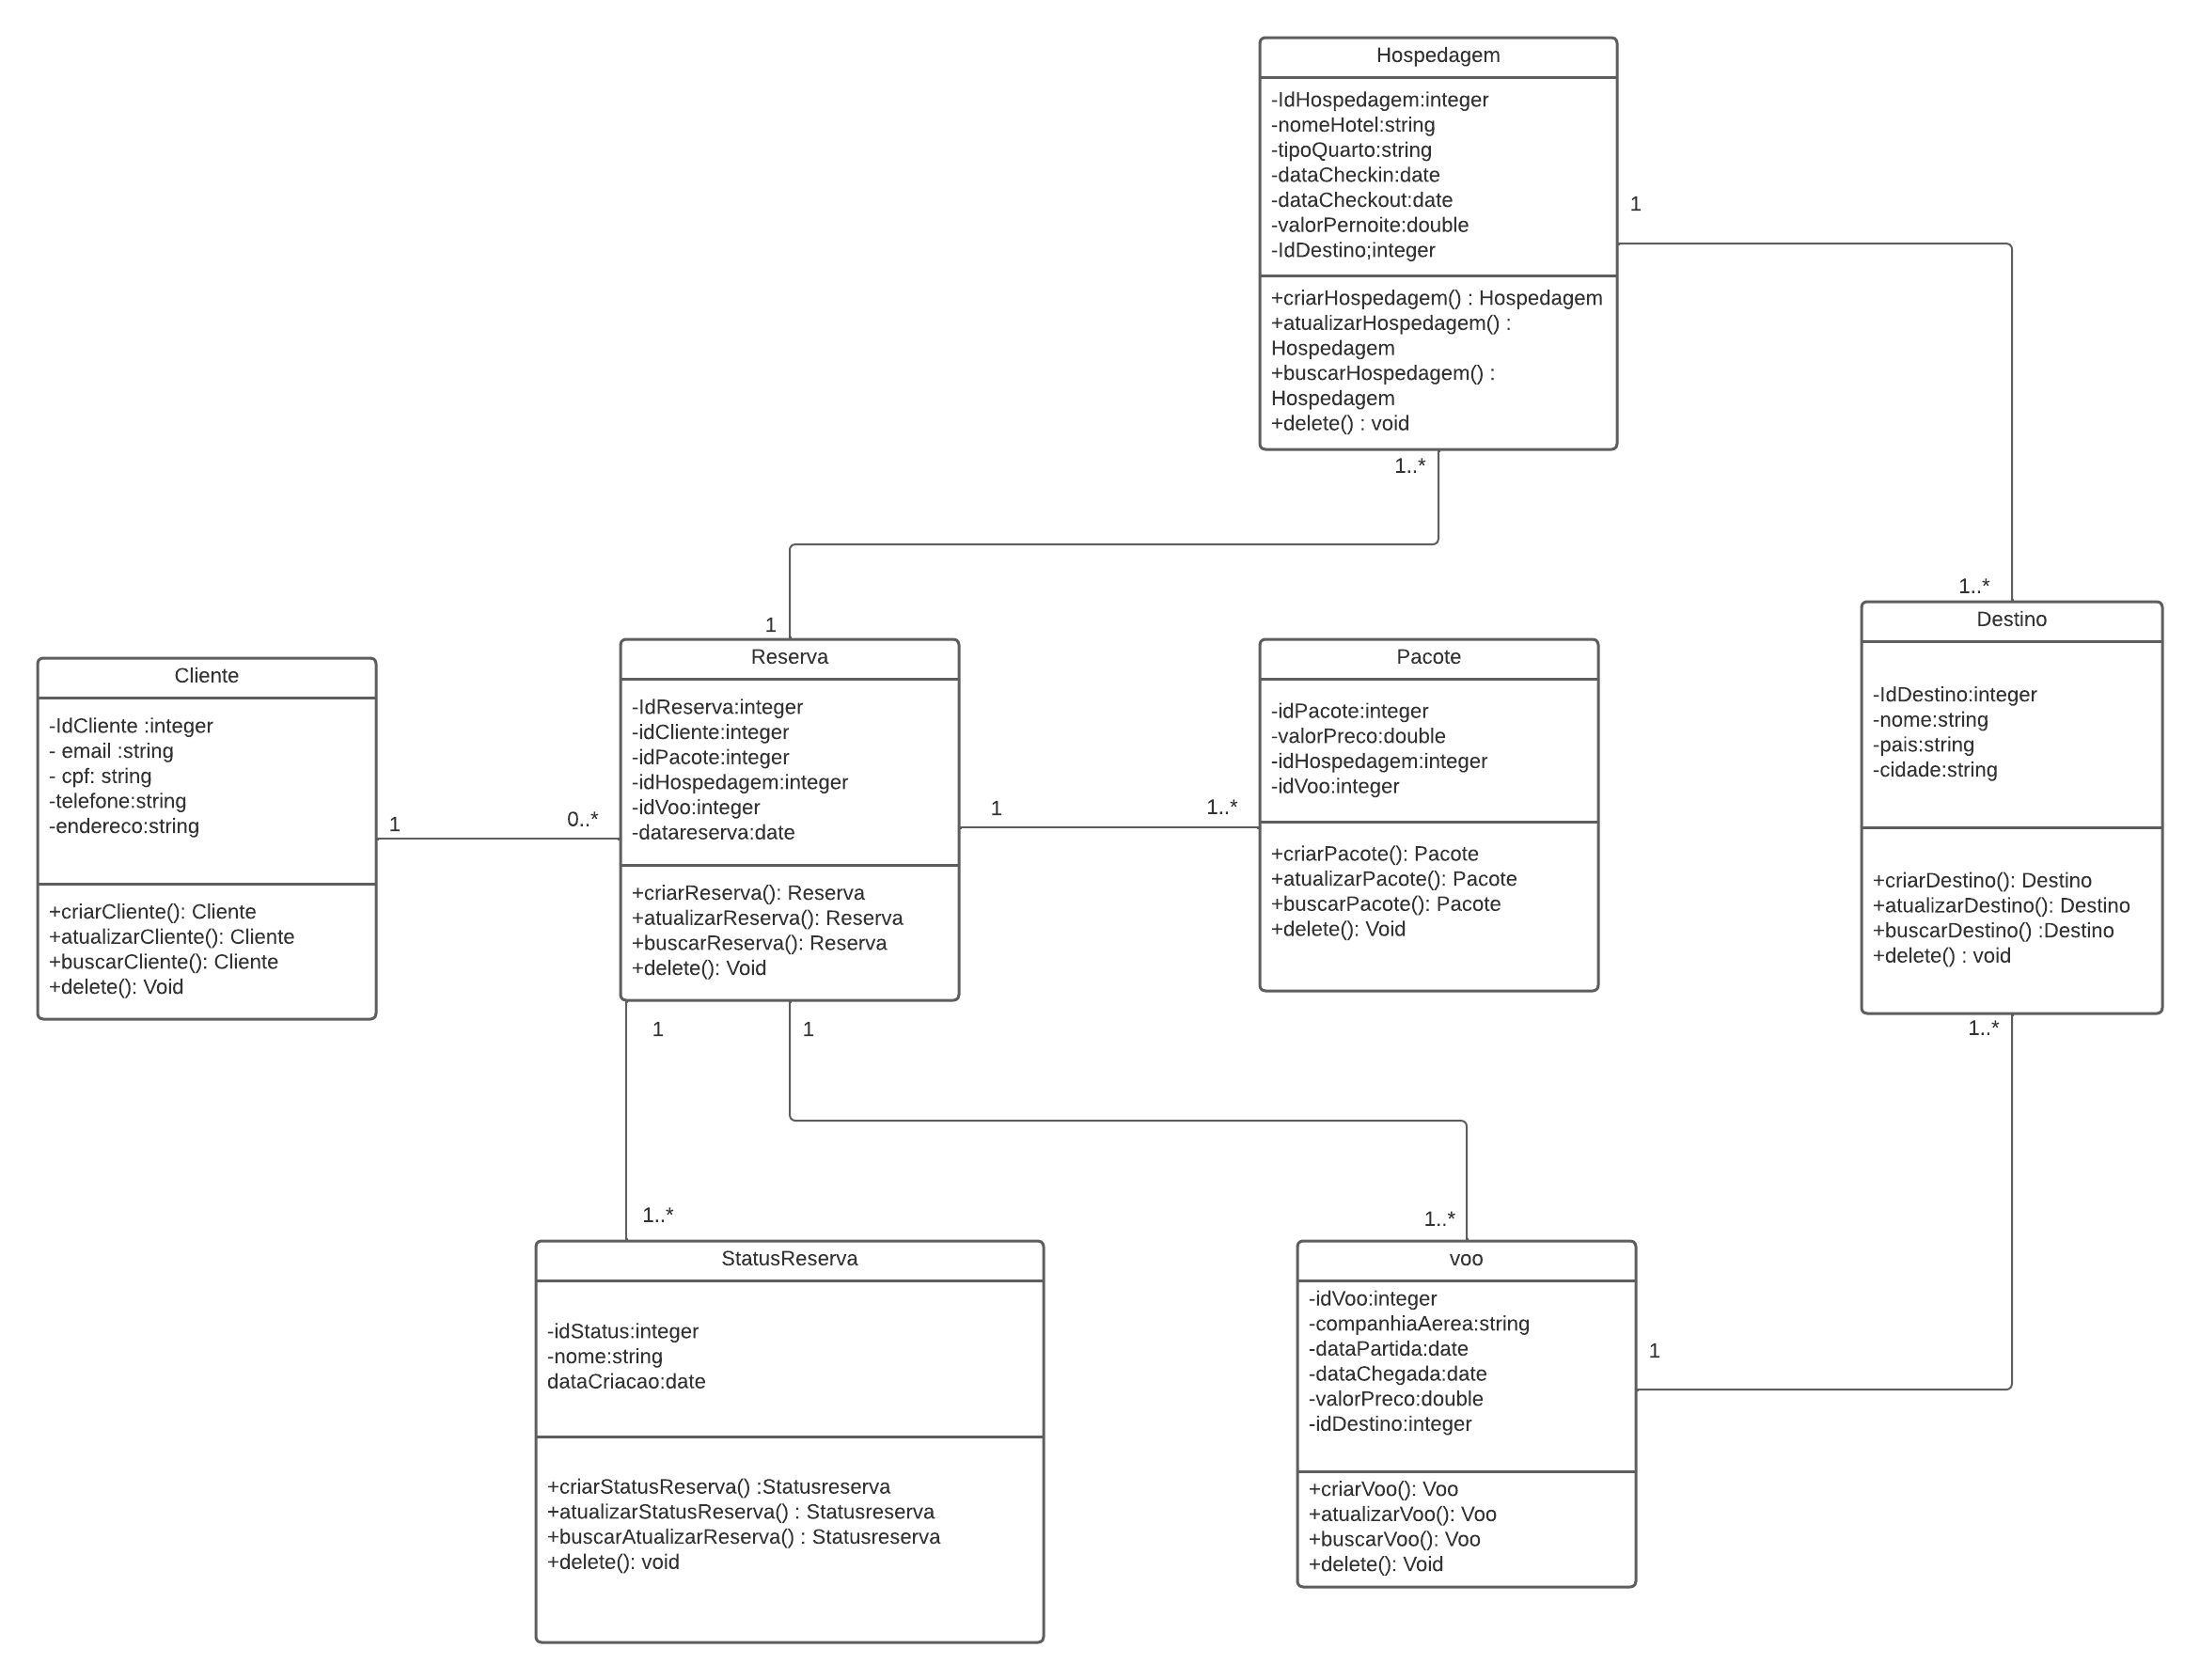 Hospedagem
-IdHospedagem:integer
-nomeHotel:string
-tipoQuarto:string
-dataCheckin:date
-dataCheckout:date
-valorPernoite:double
-IdDestino;integer
+criarHospedagem() : Hospedagem
+atualizarHospedagem() :
Hospedagem
+buscarHospedagem() :
Hospedagem
+delete() : void
1
1..*
1
1..*
Cliente
-IdCliente :integer
- email :string
- cpf: string
-telefone:string
-endereco:string
+criarCliente(): Cliente
+atualizarCliente(): Cliente
+buscarCliente(): Cliente
+delete(): Void
1
0..*
Reserva
-IdReserva:integer
-idCliente:integer
-idPacote:integer
-idHospedagem:integer
-idVoo:integer
-datareserva:date
+criarReserva(): Reserva
+atualizarReserva(): Reserva
+buscarReserva(): Reserva
+delete(): Void
1
1..*
Pacote
-idPacote:integer
-valorPreco:double
-idHospedagem:integer
-idVoo:integer
+criarPacote(): Pacote
+atualizarPacote(): Pacote
+buscarPacote(): Pacote
+delete(): Void
Destino
-IdDestino:integer
-nome:string
-pais:string
-cidade:string
+criarDestino(): Destino
+atualizarDestino(): Destino
+buscarDestino() :Destino
+delete() : void
1..*
1
1
1..*
1..*
StatusReserva
-idStatus:integer
-nome:string
dataCriacao:date
+criarStatusReserva() :Statusreserva
+atualizarStatusReserva() : Statusreserva
+buscarAtualizarReserva() : Statusreserva
+delete(): void
voo
-idVoo:integer
-companhiaAerea:string
-dataPartida:date
-dataChegada:date
-valorPreco:double
-idDestino:integer
+criarVoo(): Voo
+atualizarVoo(): Voo
+buscarVoo(): Voo
+delete(): Void
1